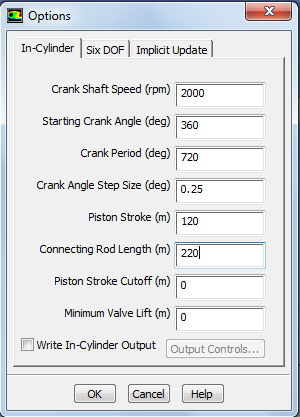 Options
In-Cylinder Six DOF Implicit Update
Crank Shaft Speed (rpm) 2000
Starting Crank Angle (deg) 360
Crank Period (deg) 720
Crank Angle Step Size (deg) 0.25
Piston Stroke (m) 120
Connecting Rod Length (m) 220
Piston Stroke Cutoff (m) 0
Minimum Valve Lift (m) 0
Write In-Cylinder Output Output Controls...
OK Cancel Help